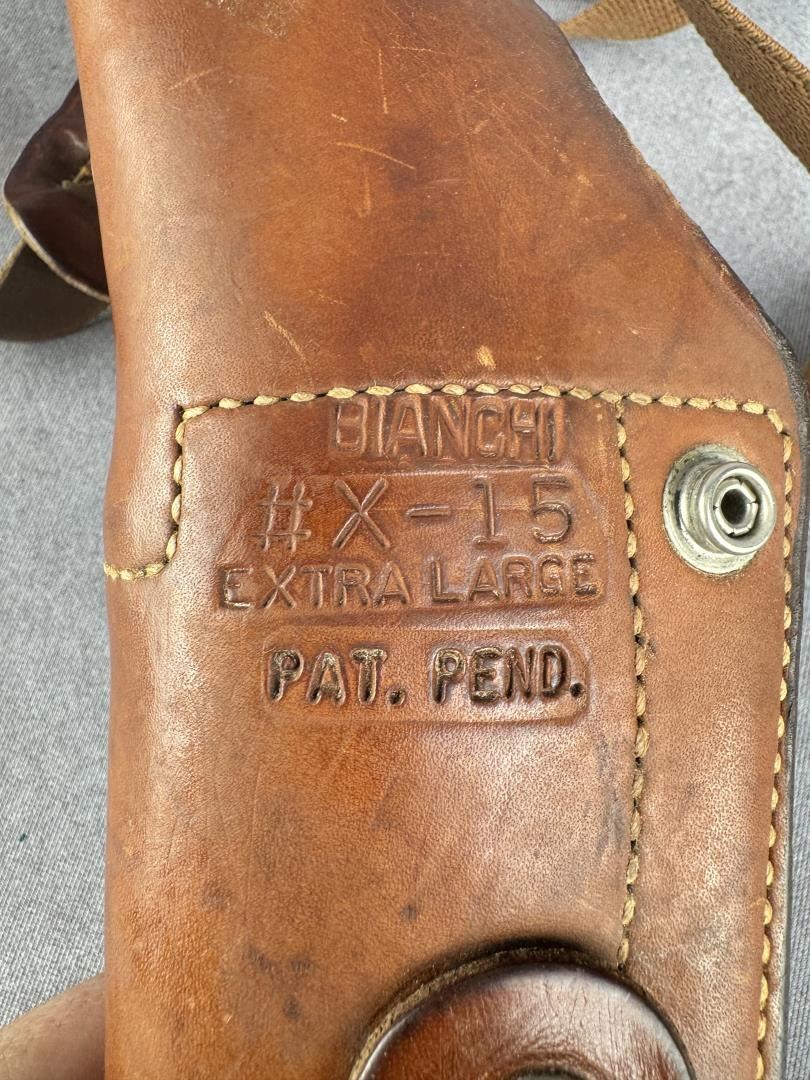 BIANCHI
#X-15
EXTRA LARGE
PAT. PEND.